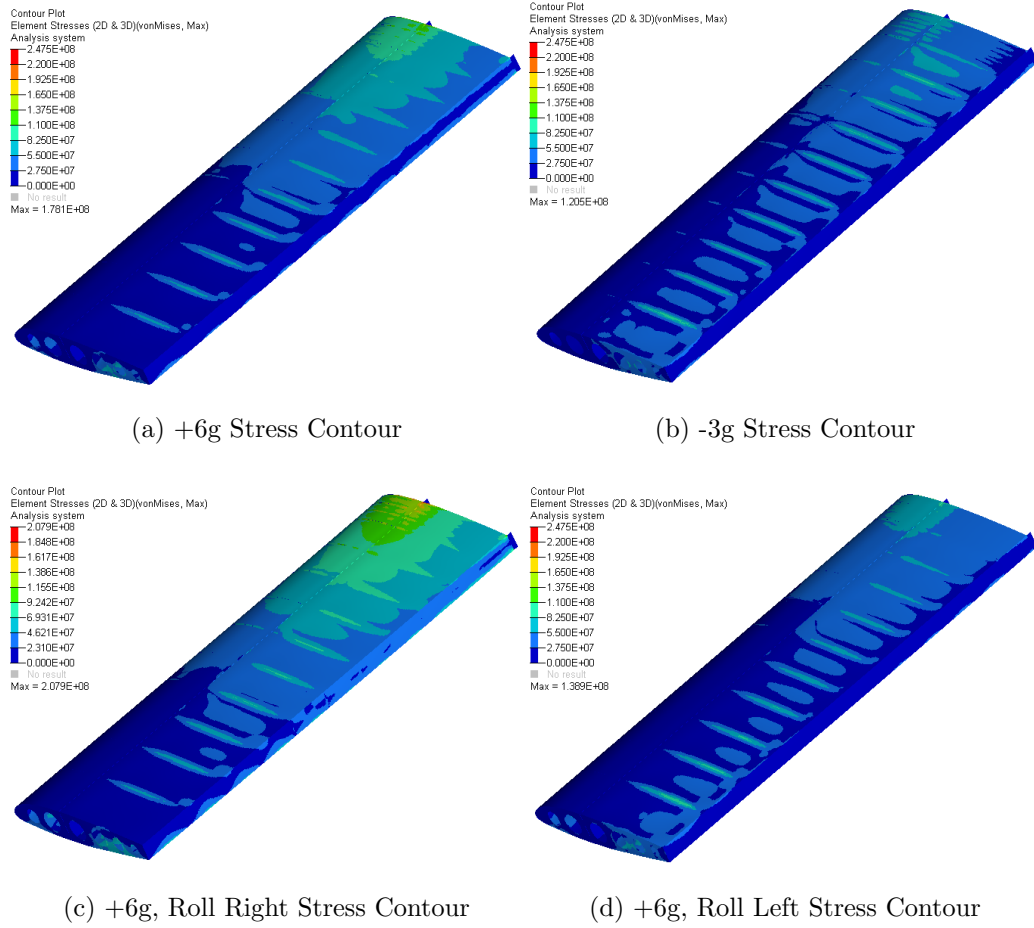 Contour Plot
Element Stresses (2D & 3D)(vonMises, Max)
Analysis system
2.475E+08
2.200E+08
1.925E+08
1.650E+08
1.375E+08
1.100E+08
8.250E+07
5.500E+07
2.750E+07
0.000E+00
No result
Max = 1.781E+08
(a) +6g Stress Contour
Contour Plot
Element Stresses (2D & 3D)(vonMises, Max)
Analysis system
2.475E+08
2.200E+08
1.925E+08
1.650E+08
1.375E+08
1.100E+08
8.250E+07
5.500E+07
2.750E+07
0.000E+00
No result
Max = 1.205E+08
(b) -3g Stress Contour
Contour Plot
Element Stresses (2D & 3D)(vonMises, Max)
Analysis system
2.079E+08
1.848E+08
1.617E+08
1.386E+08
1.155E+08
9.242E+07
6.931E+07
4.621E+07
2.310E+07
0.000E+00
No result
Max = 2.079E+08
(c) +6g, Roll Right Stress Contour
Contour Plot
Element Stresses (2D & 3D)(vonMises, Max)
Analysis system
2.475E+08
2.200E+08
1.925E+08
1.650E+08
1.375E+08
1.100E+08
8.250E+07
5.500E+07
2.750E+07
0.000E+00
No result
Max = 1.389E+08
(d) +6g, Roll Left Stress Contour